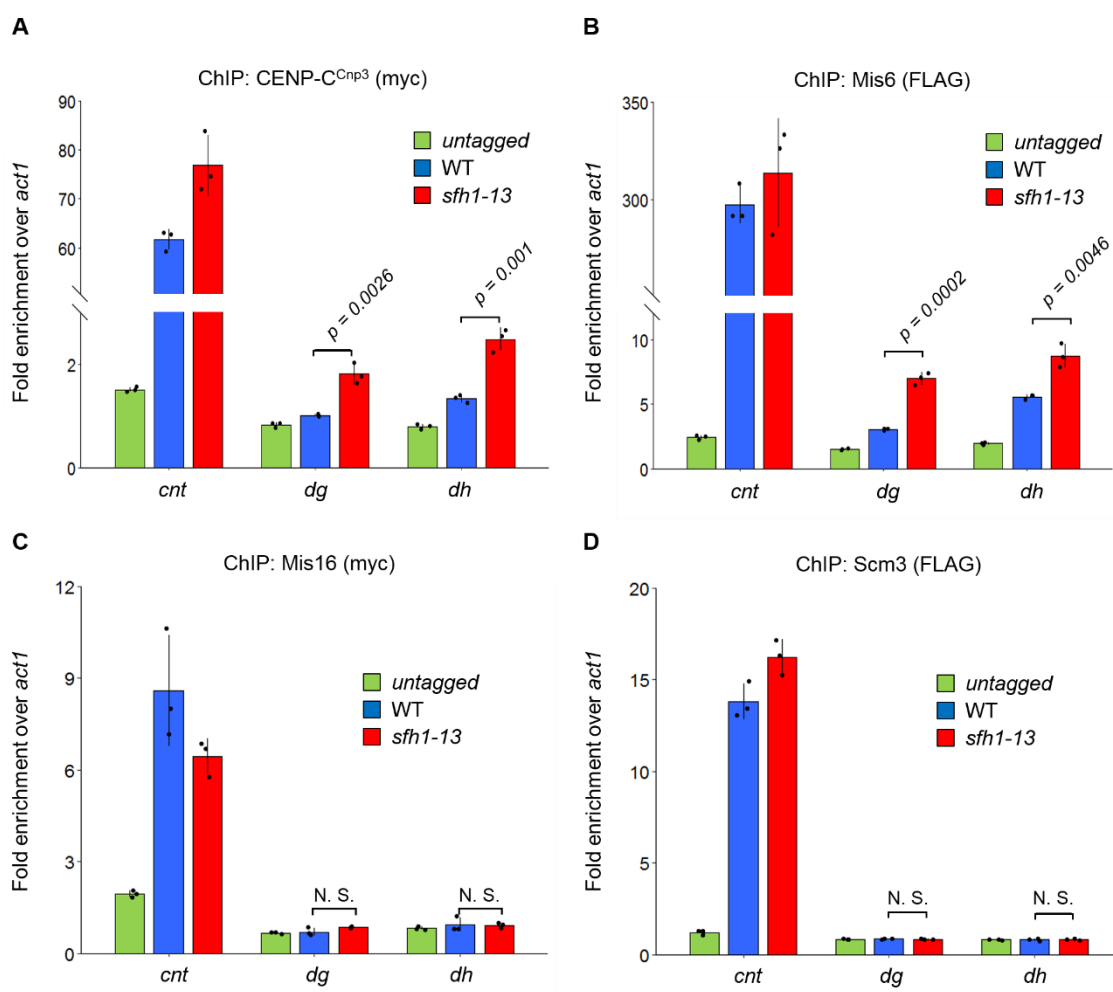 A
ChIP: CENP-C^Cnp3 (myc)
Fold enrichment over act1
90
80
70
60
2
0
untagged
WT
sfh1-13
p = 0.0026
p = 0.001
cnt dg dh
B
ChIP: Mis6 (FLAG)
Fold enrichment over act1
350
300
10
5
0
untagged
WT
sfh1-13
p = 0.0002
p = 0.0046
cnt dg dh
C
ChIP: Mis16 (myc)
Fold enrichment over act1
12
9
6
3
0
untagged
WT
sfh1-13
N. S. N. S.
cnt dg dh
D
ChIP: Scm3 (FLAG)
Fold enrichment over act1
20
15
10
5
0
untagged
WT
sfh1-13
N. S. N. S.
cnt dg dh